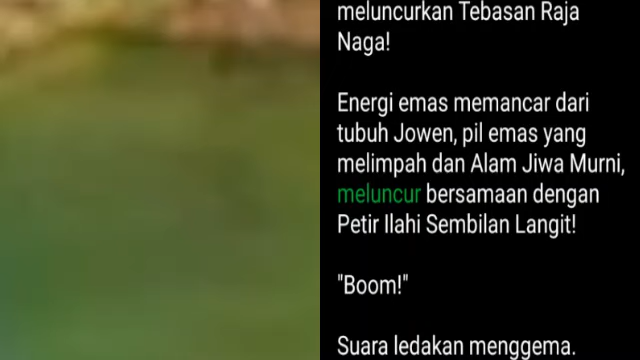 meluncurkan Tebasan Raja
Naga!
Energi emas memancar dari
tubuh Jowen, pil emas yang
melimpah dan Alam Jiwa Murni,
meluncur bersamaan dengan
Petir Ilahi Sembilan Langit!
"Boom!"
Suara ledakan menggema.